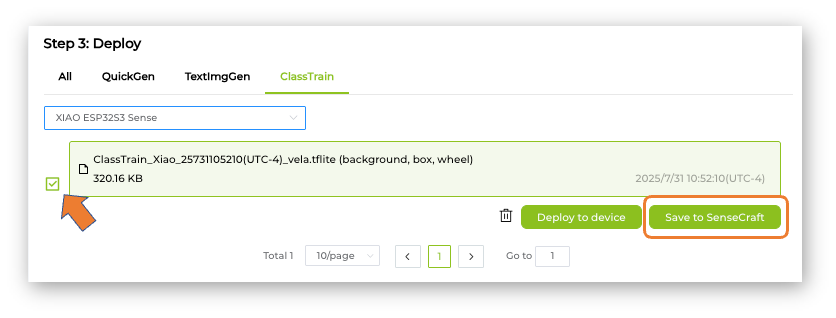 Step 3: Deploy
All QuickGen TextImgGen ClassTrain
XIAO ESP32S3 Sense
ClassTrain_Xiao_25731105210(UTC-4)_vela.tflite (background, box, wheel)
320.16 KB 2025/7/31 10:52:10(UTC-4)
Deploy to device Save to SenseCraft
Total 1 10/page < 1 > Go to 1